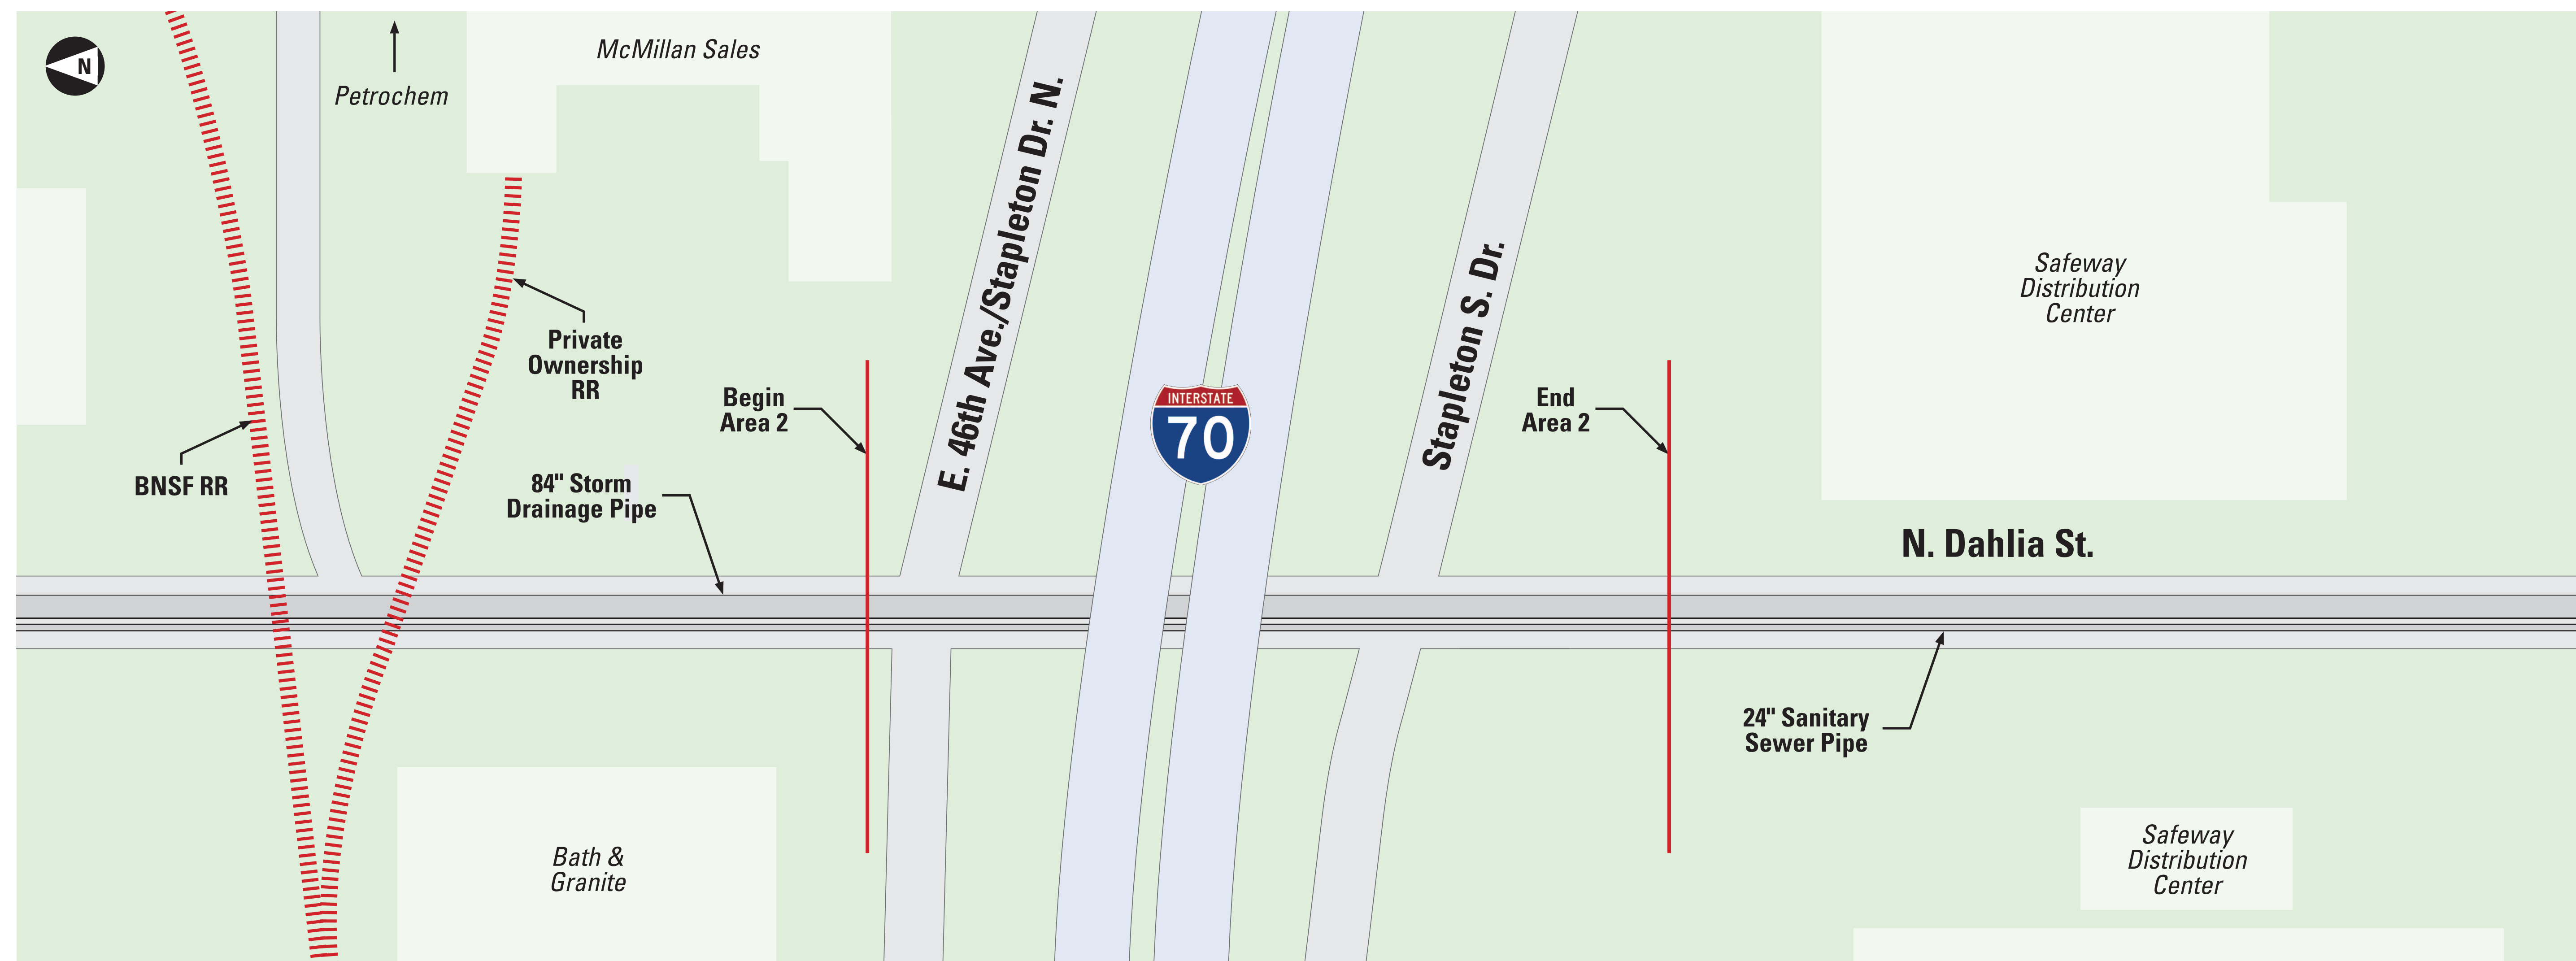 N
Petrochem
McMillan Sales
E. 46th Ave./Stapleton Dr. N.
Stapleton S. Dr.
Safeway
Distribution
Center
Private
Ownership
RR
BNSF RR
Begin
Area 2
INTERSTATE
70
End
Area 2
84" Storm
Drainage Pipe
N. Dahlia St.
24" Sanitary
Sewer Pipe
Bath &
Granite
Safeway
Distribution
Center